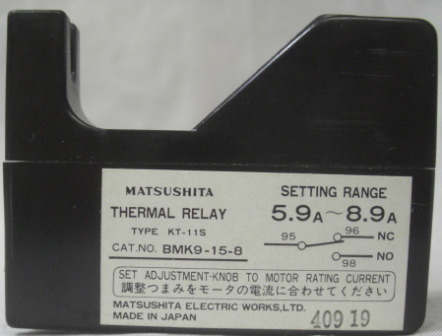 MATSUSHITA
THERMAL RELAY
TYPE KT-11S
CAT.NO. BMK9-15-8
SETTING RANGE
5.9A~8.9A
95 96 NC
98 NO
SET ADJUSTMENT-KNOB TO MOTOR RATING CURRENT
調整つまみをモータの電流に合わせてください
MATSUSHITA ELECTRIC WORKS,LTD.
MADE IN JAPAN
409 19